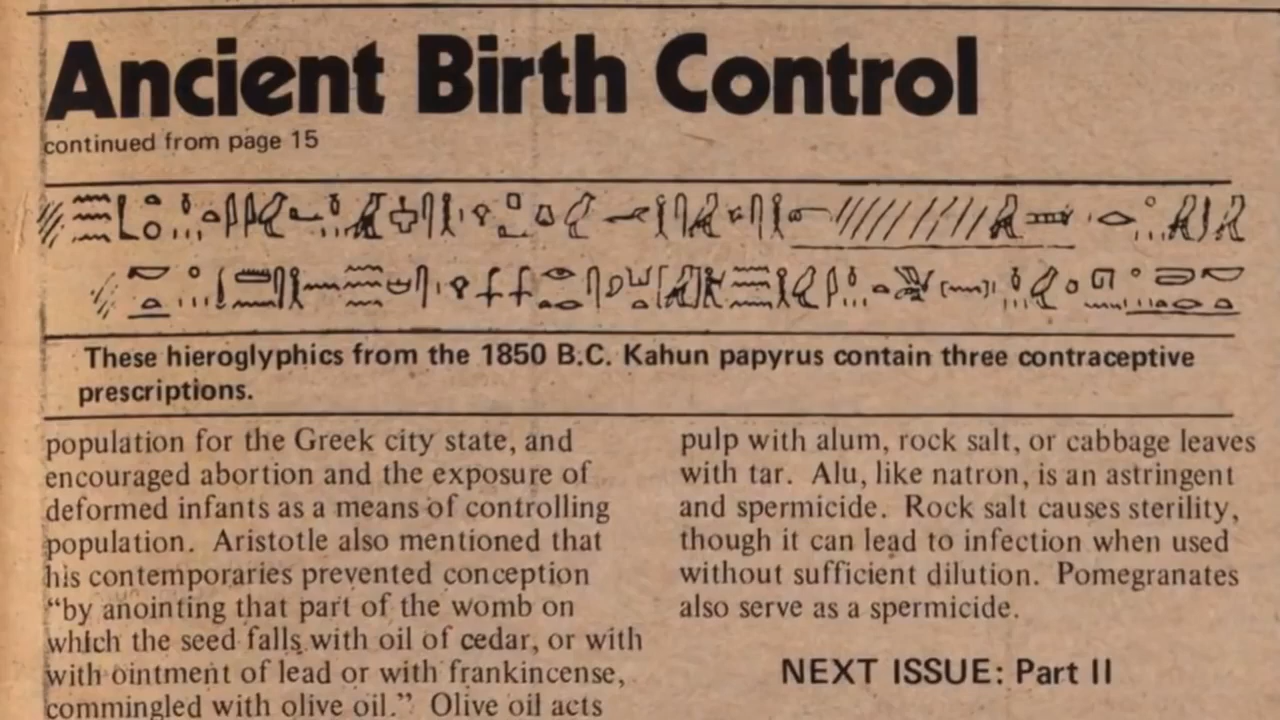 Ancient Birth Control
continued from page 15
These hieroglyphics from the 1850 B.C. Kahun papyrus contain three contraceptive
prescriptions.
population for the Greek city state, and
encouraged abortion and the exposure of
deformed infants as a means of controlling
population. Aristotle also mentioned that
his contemporaries prevented conception
“by anointing that part of the womb on
which the seed falls with oil of cedar, or with
with ointment of lead or with frankincense,
commingled with olive oil.” Olive oil acts
pulp with alum, rock salt, or cabbage leaves
with tar. Alu, like natron, is an astringent
and spermicide. Rock salt causes sterility,
though it can lead to infection when used
without sufficient dilution. Pomegranates
also serve as a spermicide.
NEXT ISSUE: Part II